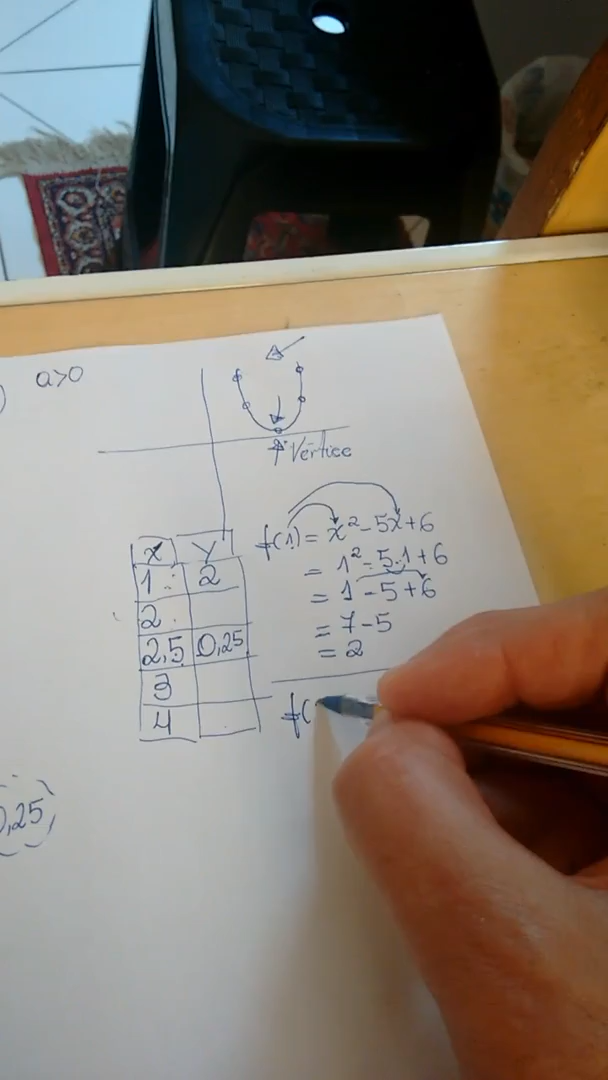 ) a>0
Vértice
x y
1 2
2
2,5 0,25
3
4
f(1) = x² - 5x + 6
= 1² - 5.1 + 6
= 1 - 5 + 6
= 7 - 5
= 2
f(
0,25